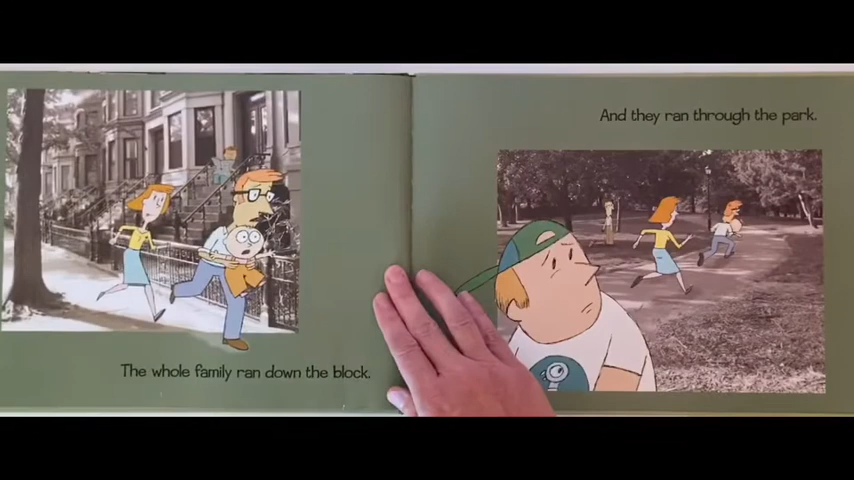 The whole family ran down the block.
And they ran through the park.